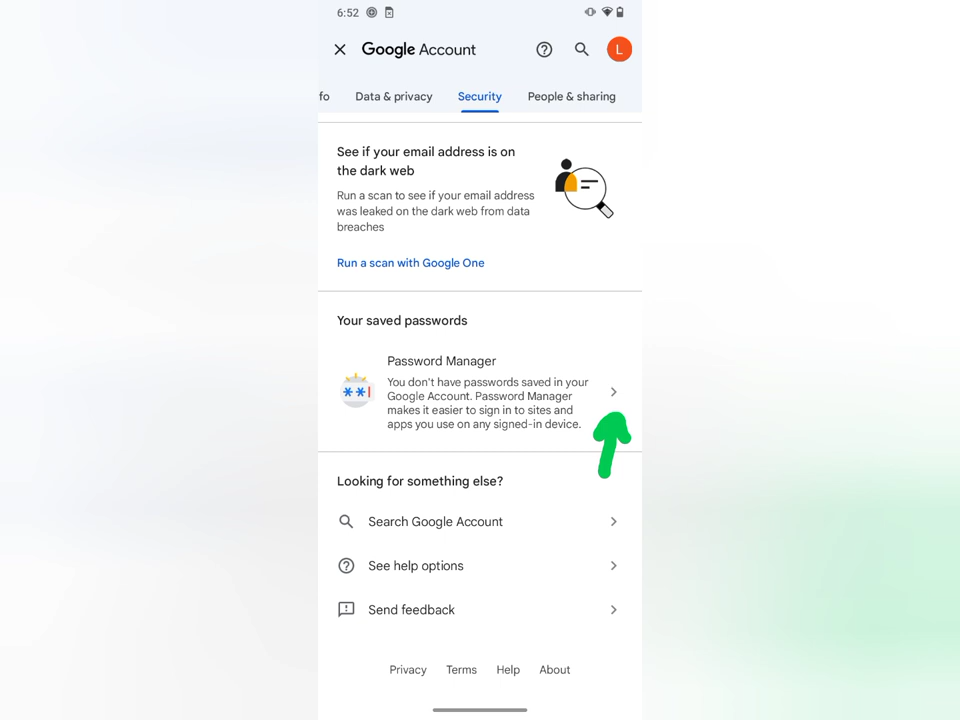 6:52
Google Account
L
fo Data & privacy Security People & sharing
See if your email address is on
the dark web
Run a scan to see if your email address
was leaked on the dark web from data
breaches
Run a scan with Google One
Your saved passwords
Password Manager
You don't have passwords saved in your
Google Account. Password Manager
makes it easier to sign in to sites and
apps you use on any signed-in device.
Looking for something else?
Search Google Account
See help options
Send feedback
Privacy Terms Help About